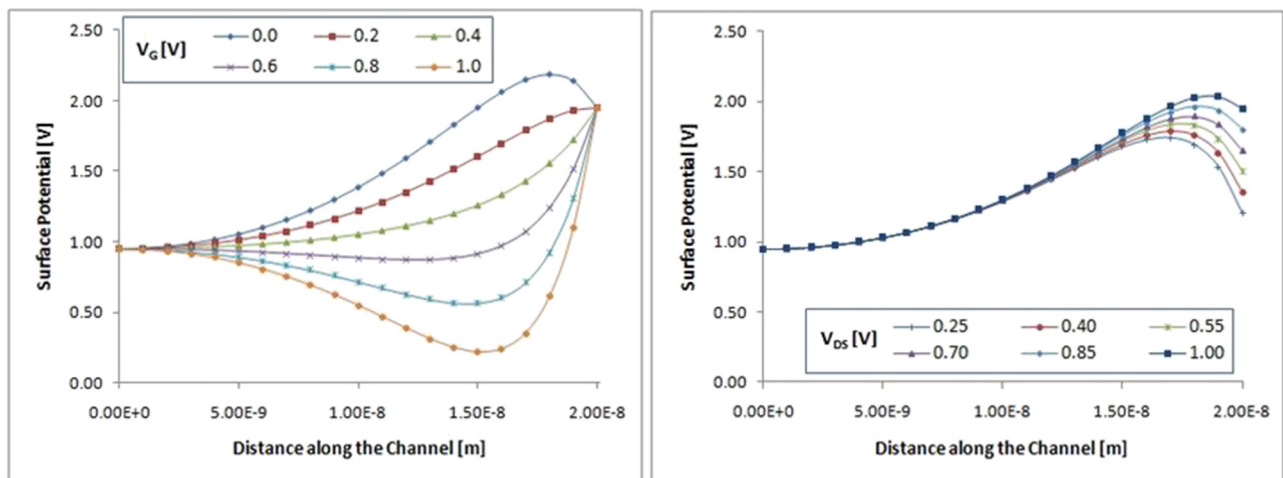 2.50
2.00
1.50
1.00
0.50
0.00
Surface Potential [V]
V_G [V]
0.0 0.2 0.4
0.6 0.8 1.0
0.00E+0 5.00E-9 1.00E-8 1.50E-8 2.00E-8
Distance along the Channel [m]
2.50
2.00
1.50
1.00
0.50
0.00
Surface Potential [V]
V_DS [V]
0.25 0.40 0.55
0.70 0.85 1.00
0.00E+0 5.00E-9 1.00E-8 1.50E-8 2.00E-8
Distance along the Channel [m]